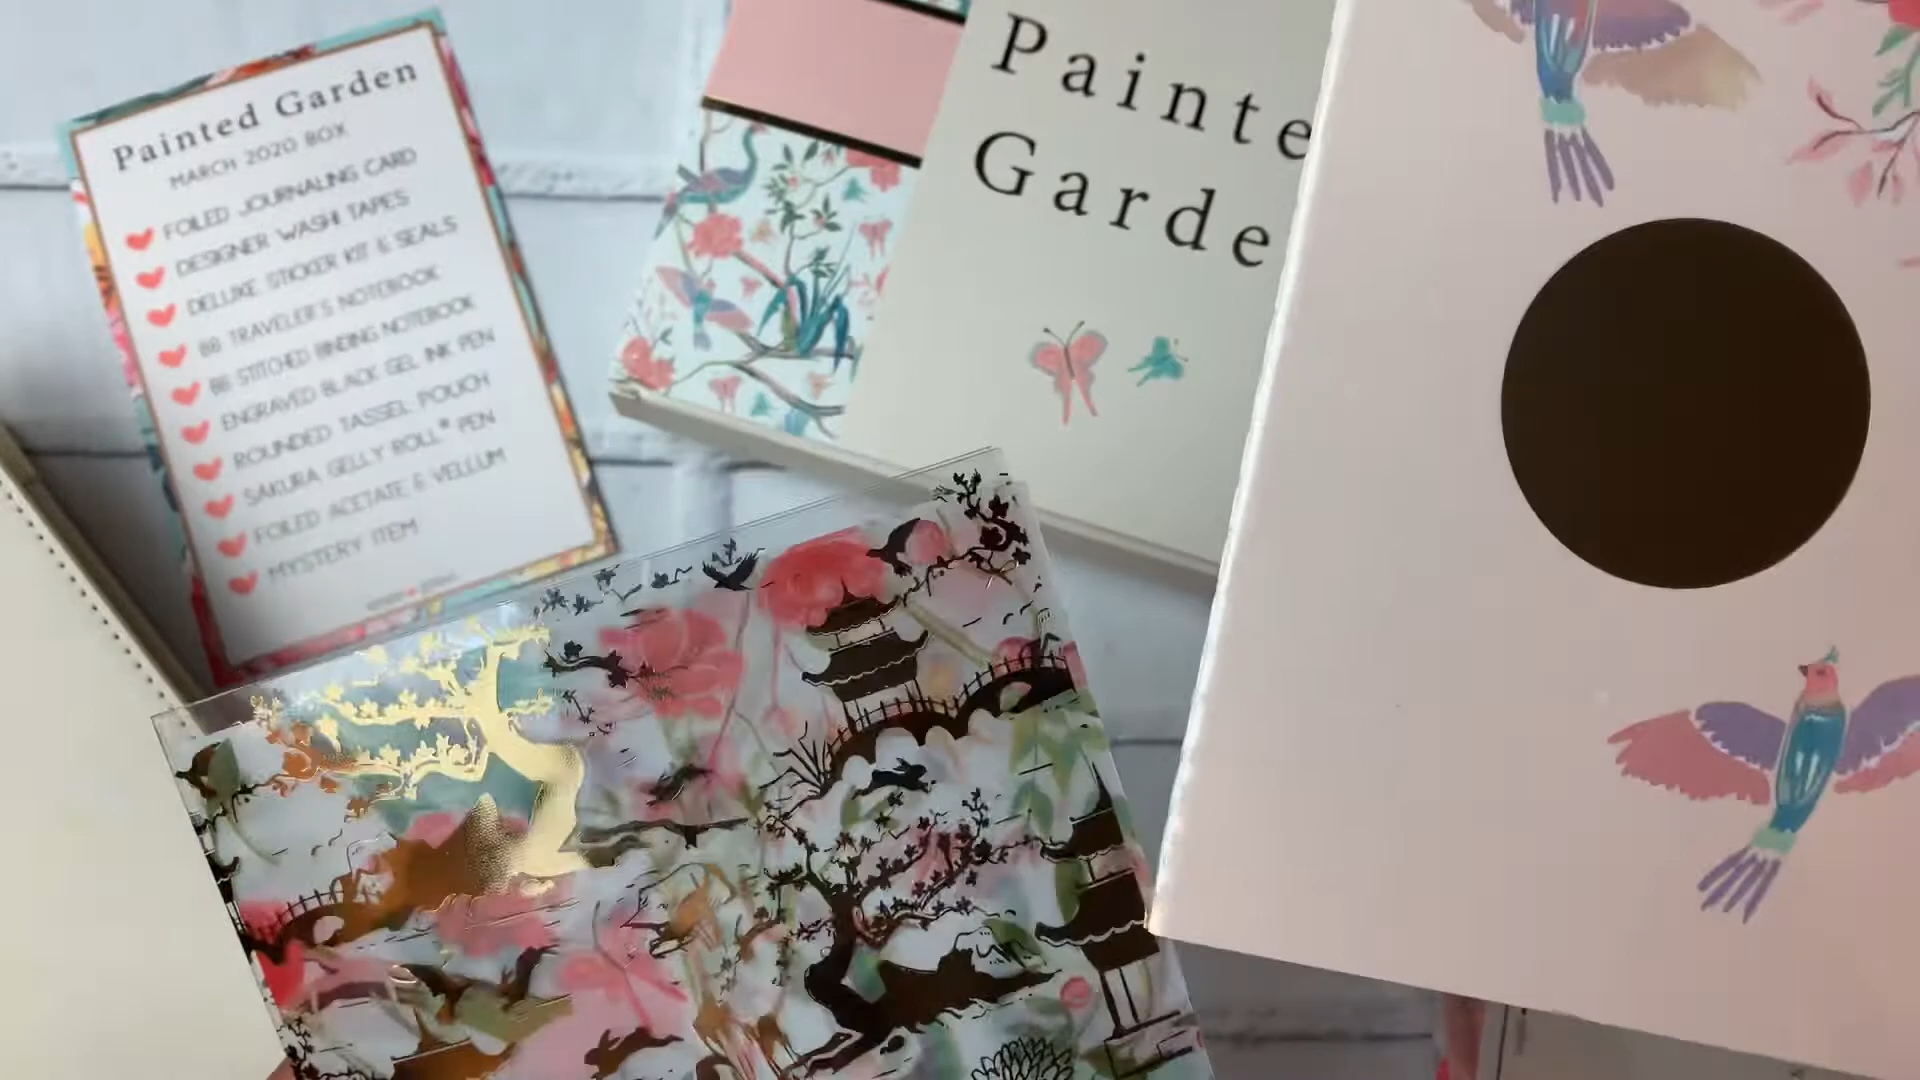 Painted Garden
MARCH 2020 BOX
FOILED JOURNALING CARD
DESIGNER WASHI TAPES
DELUXE STICKER KIT & SEALS
B6 TRAVELER'S NOTEBOOK
B6 STITCHED BINDING NOTEBOOK
ENGRAVED BLACK GEL INK PEN
ROUNDED TASSEL POUCH
SAKURA GELLY ROLL® PEN
FOILED ACETATE & VELLUM
MYSTERY ITEM
Painte
Garde